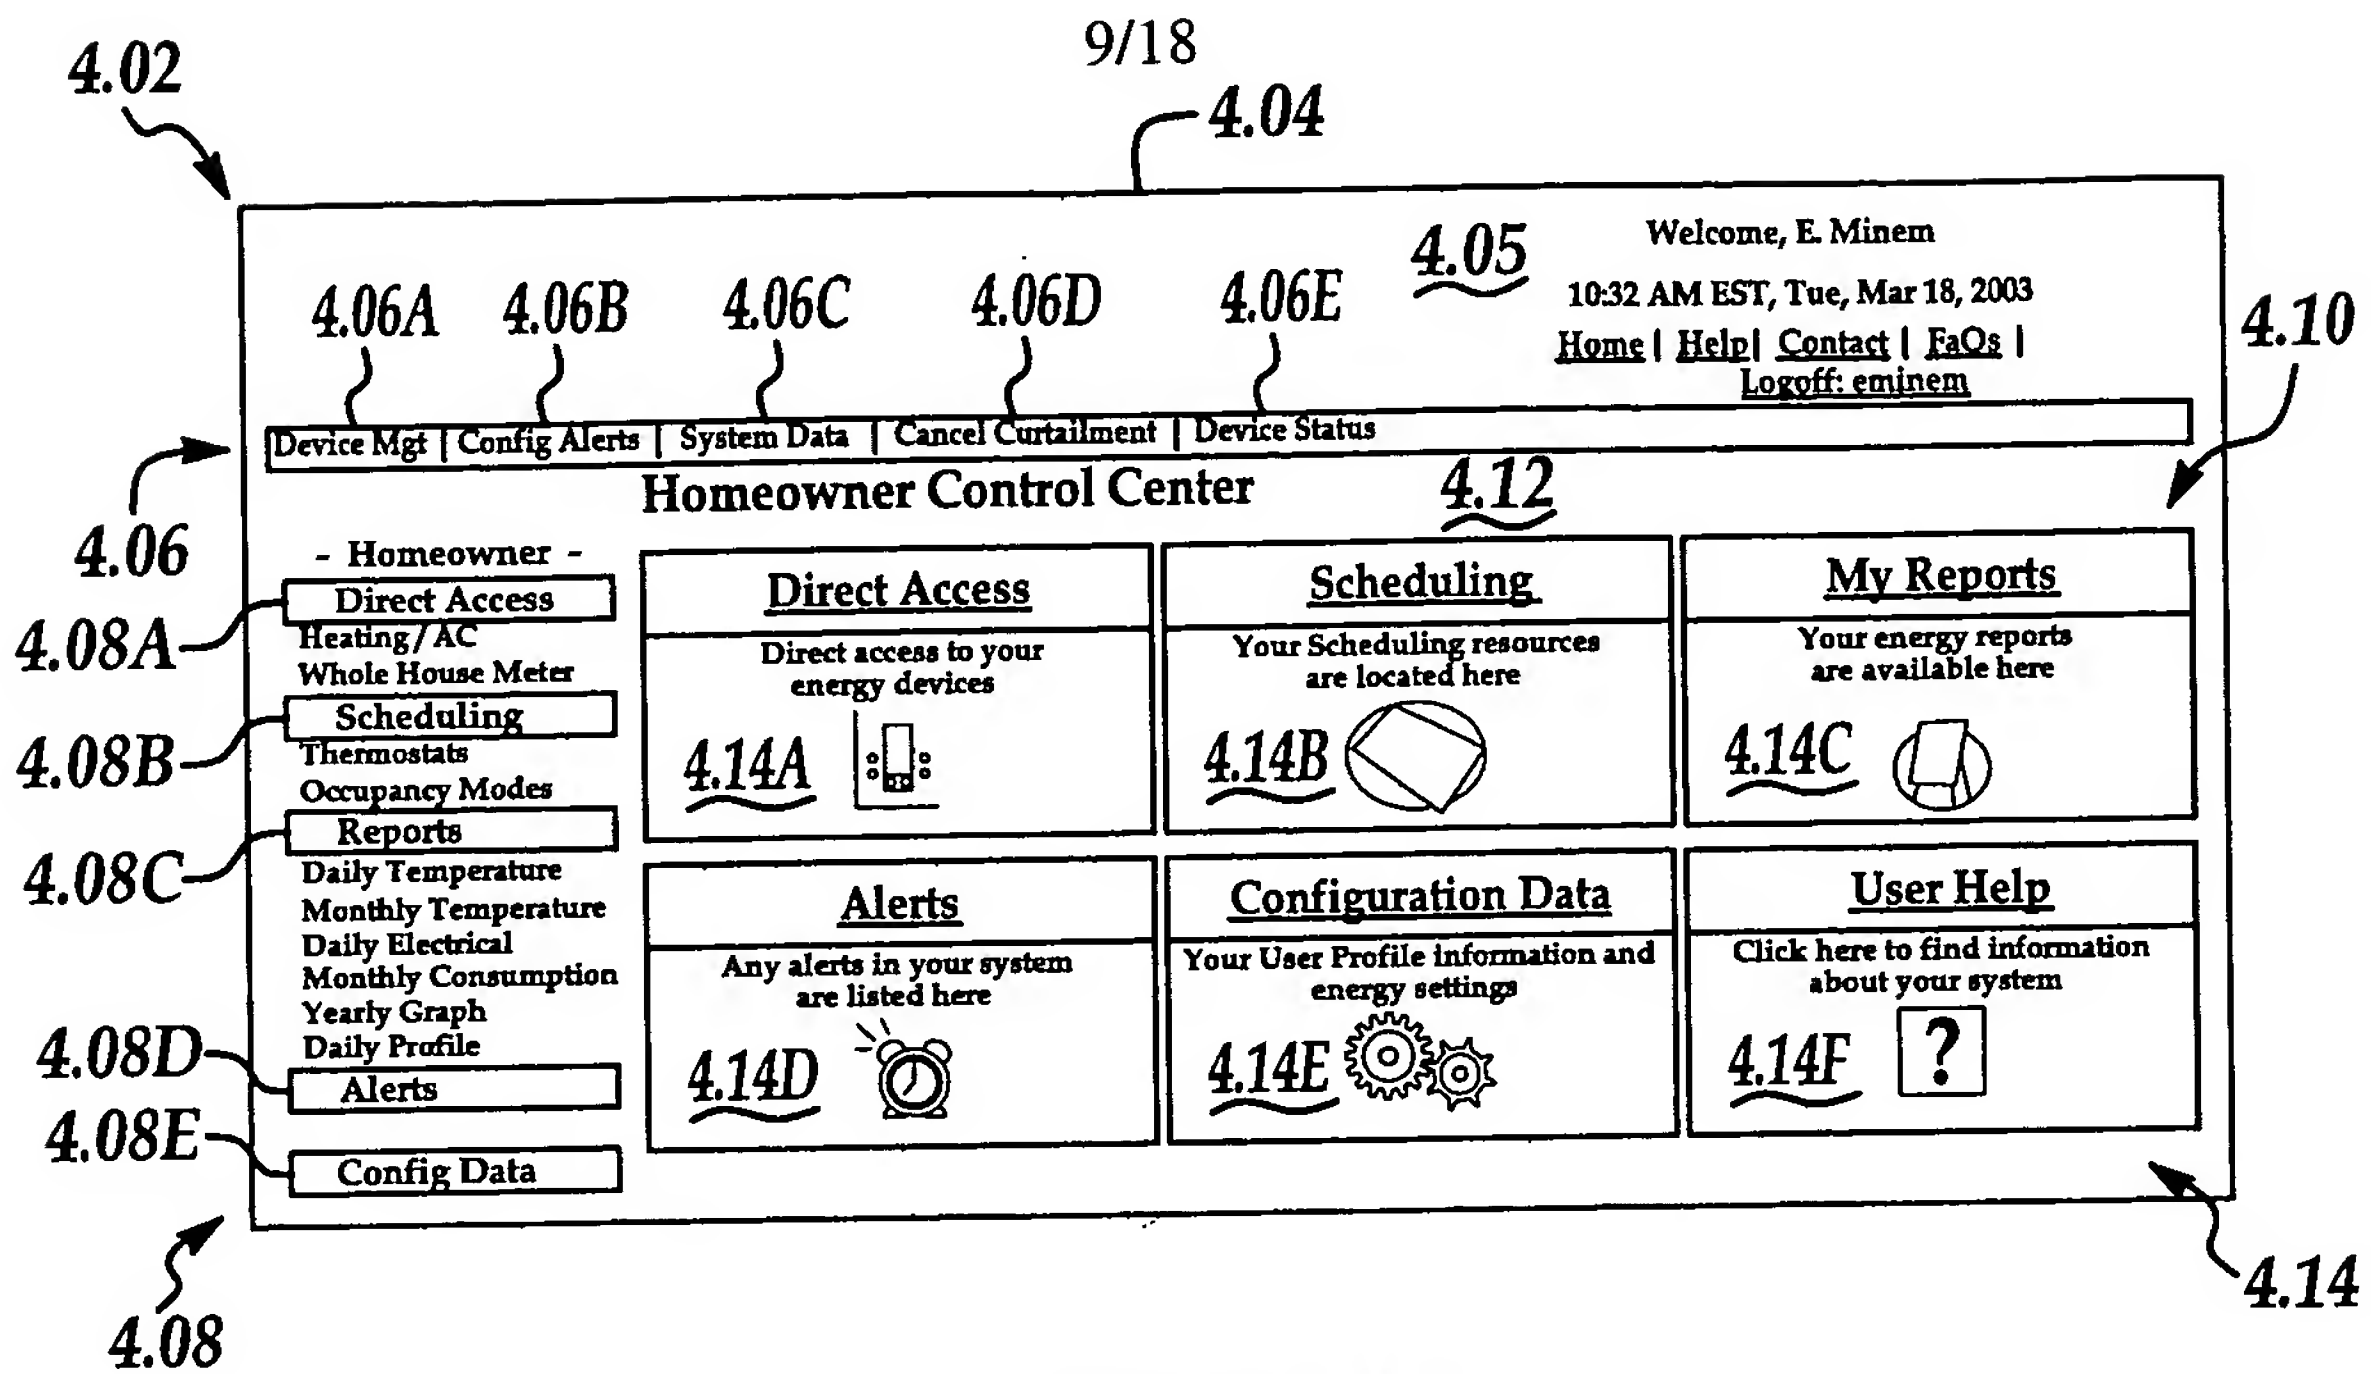 9/18
4.02
4.04
4.05
Welcome, E. Minem
10:32 AM EST, Tue, Mar 18, 2003
Home | Help | Contact | FaQs |
Logoff: eminem
4.10
4.06A 4.06B 4.06C 4.06D 4.06E
Device Mgt | Config Alerts | System Data | Cancel Curtailment | Device Status
4.06
Homeowner Control Center
4.12
- Homeowner -
4.08A
Direct Access
Heating/AC
Whole House Meter
4.08B
Scheduling
Thermostats
Occupancy Modes
4.08C
Reports
Daily Temperature
Monthly Temperature
Daily Electrical
Monthly Consumption
Yearly Graph
Daily Profile
4.08D
Alerts
4.08E
Config Data
4.08
Direct Access
Direct access to your
energy devices
4.14A
Scheduling
Your Scheduling resources
are located here
4.14B
My Reports
Your energy reports
are available here
4.14C
Alerts
Any alerts in your system
are listed here
4.14D
Configuration Data
Your User Profile information and
energy settings
4.14E
User Help
Click here to find information
about your system
4.14F
?
4.14